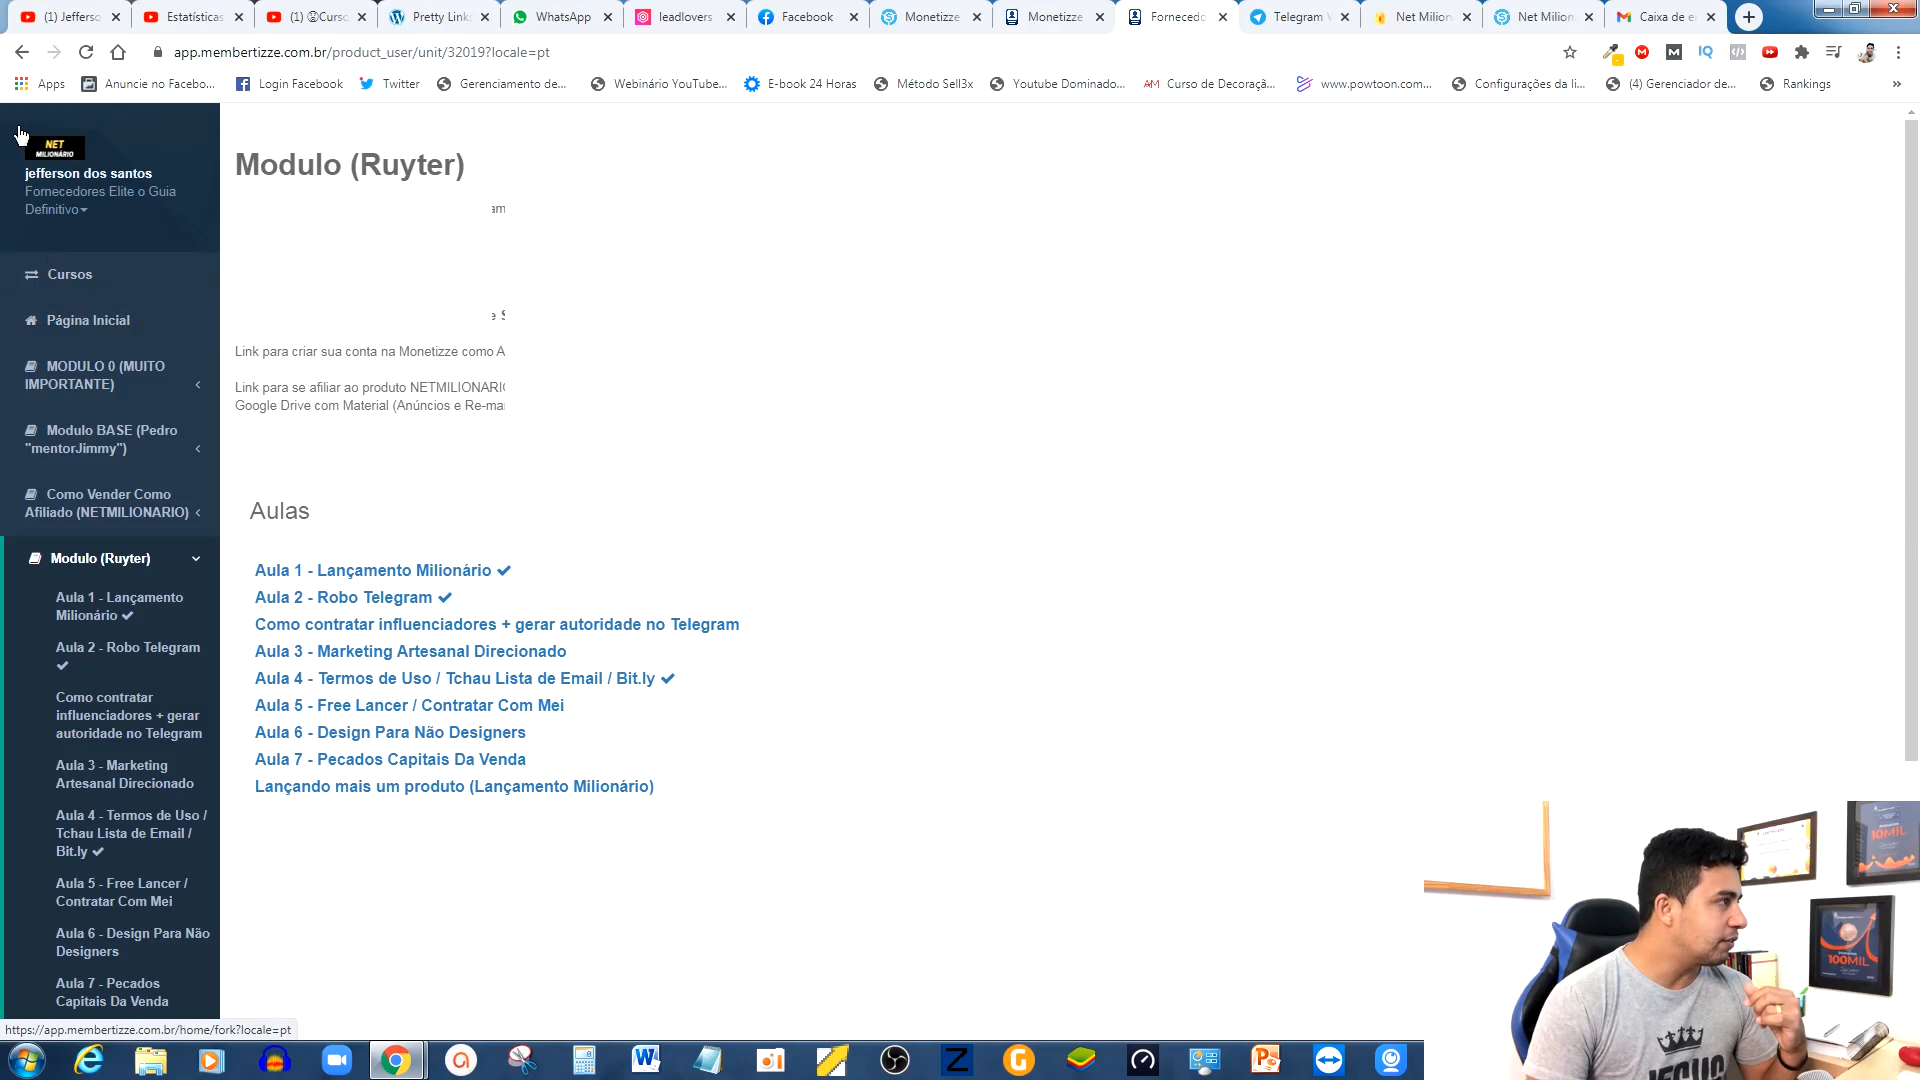 (1) Jefferso
Estatísticas
(1) Curso
Pretty Link
WhatsApp
leadlovers
Facebook
Monetizze
Monetizze
Fornecedo
Telegram
Net Milion
Net Milion
Caixa de e
app.membertizze.com.br/product_user/unit/32019?locale=pt
Apps
Anuncie no Facebo...
Login Facebook
Twitter
Gerenciamento de...
Webinário YouTube...
E-book 24 Horas
Método Sell3x
Youtube Dominado...
Curso de Decoraçã...
www.powtoon.com...
Configurações da li...
(4) Gerenciador de...
Rankings
NET
MILIONÁRIO
jefferson dos santos
Fornecedores Elite o Guia
Definitivo
Cursos
Página Inicial
MODULO 0 (MUITO
IMPORTANTE)
Modulo BASE (Pedro
"mentorJimmy")
Como Vender Como
Afiliado (NETMILIONARIO)
Modulo (Ruyter)
Aula 1 - Lançamento
Milionário
Aula 2 - Robo Telegram
Como contratar
influenciadores + gerar
autoridade no Telegram
Aula 3 - Marketing
Artesanal Direcionado
Aula 4 - Termos de Uso /
Tchau Lista de Email /
Bit.ly
Aula 5 - Free Lancer /
Contratar Com Mei
Aula 6 - Design Para Não
Designers
Aula 7 - Pecados
Capitais Da Venda
https://app.membertizze.com.br/home/fork?locale=pt
Modulo (Ruyter)
am
e S
Link para criar sua conta na Monetizze como A
Link para se afiliar ao produto NETMILIONARIO
Google Drive com Material (Anúncios e Re-mar
Aulas
Aula 1 - Lançamento Milionário
Aula 2 - Robo Telegram
Como contratar influenciadores + gerar autoridade no Telegram
Aula 3 - Marketing Artesanal Direcionado
Aula 4 - Termos de Uso / Tchau Lista de Email / Bit.ly
Aula 5 - Free Lancer / Contratar Com Mei
Aula 6 - Design Para Não Designers
Aula 7 - Pecados Capitais Da Venda
Lançando mais um produto (Lançamento Milionário)
10MIL
100MIL
JESUS